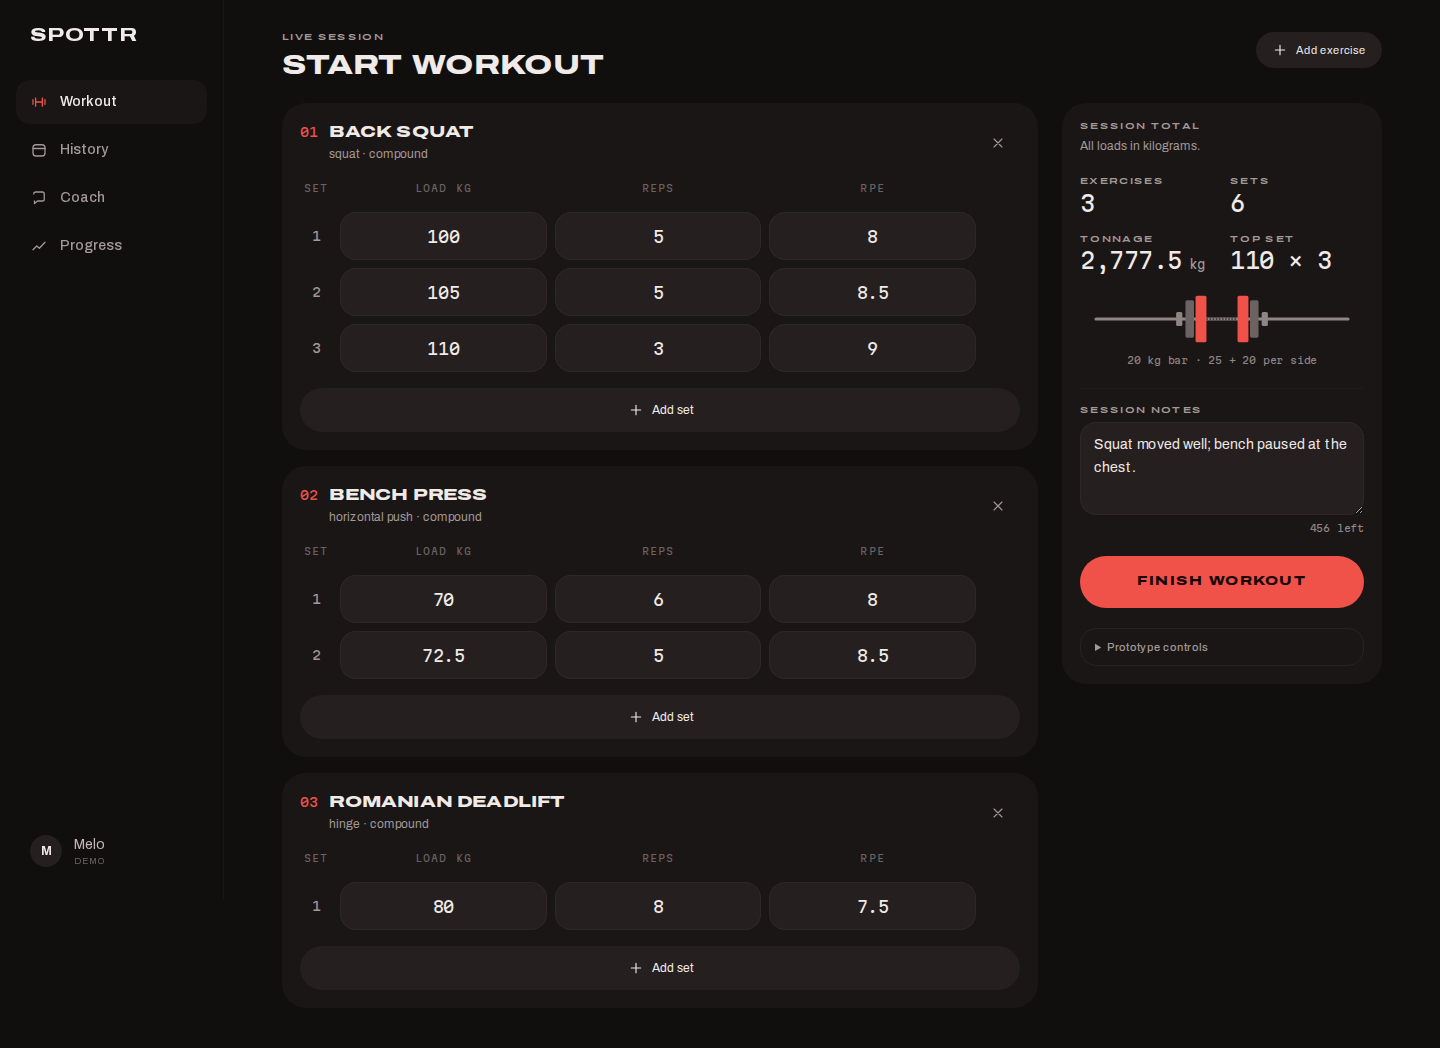 SPOTTR
Workout
History
Coach
Progress
M
Melo
DEMO
LIVE SESSION
START WORKOUT
Add exercise
01 BACK SQUAT
squat · compound
SET LOAD KG REPS RPE
1 100 5 8
2 105 5 8.5
3 110 3 9
Add set
02 BENCH PRESS
horizontal push · compound
SET LOAD KG REPS RPE
1 70 6 8
2 72.5 5 8.5
Add set
03 ROMANIAN DEADLIFT
hinge · compound
SET LOAD KG REPS RPE
1 80 8 7.5
Add set
SESSION TOTAL
All loads in kilograms.
EXERCISES SETS
3 6
TONNAGE TOP SET
2,777.5 kg 110 × 3
20 kg bar · 25 + 20 per side
SESSION NOTES
Squat moved well; bench paused at the
chest.
456 left
FINISH WORKOUT
Prototype controls